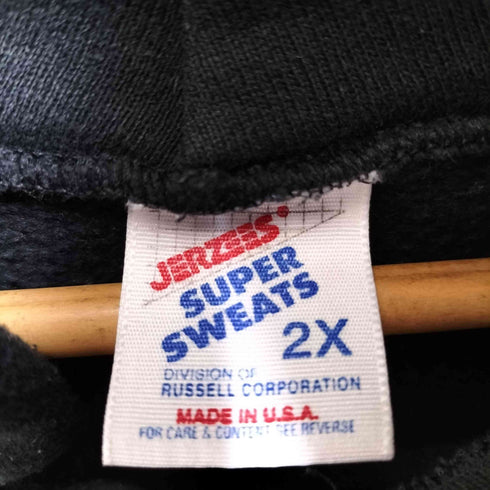 JERZEES®
SUPER
SWEATS
2X
DIVISION OF
RUSSELL CORPORATION
MADE IN U.S.A.
FOR CARE & CONTENT SEE REVERSE